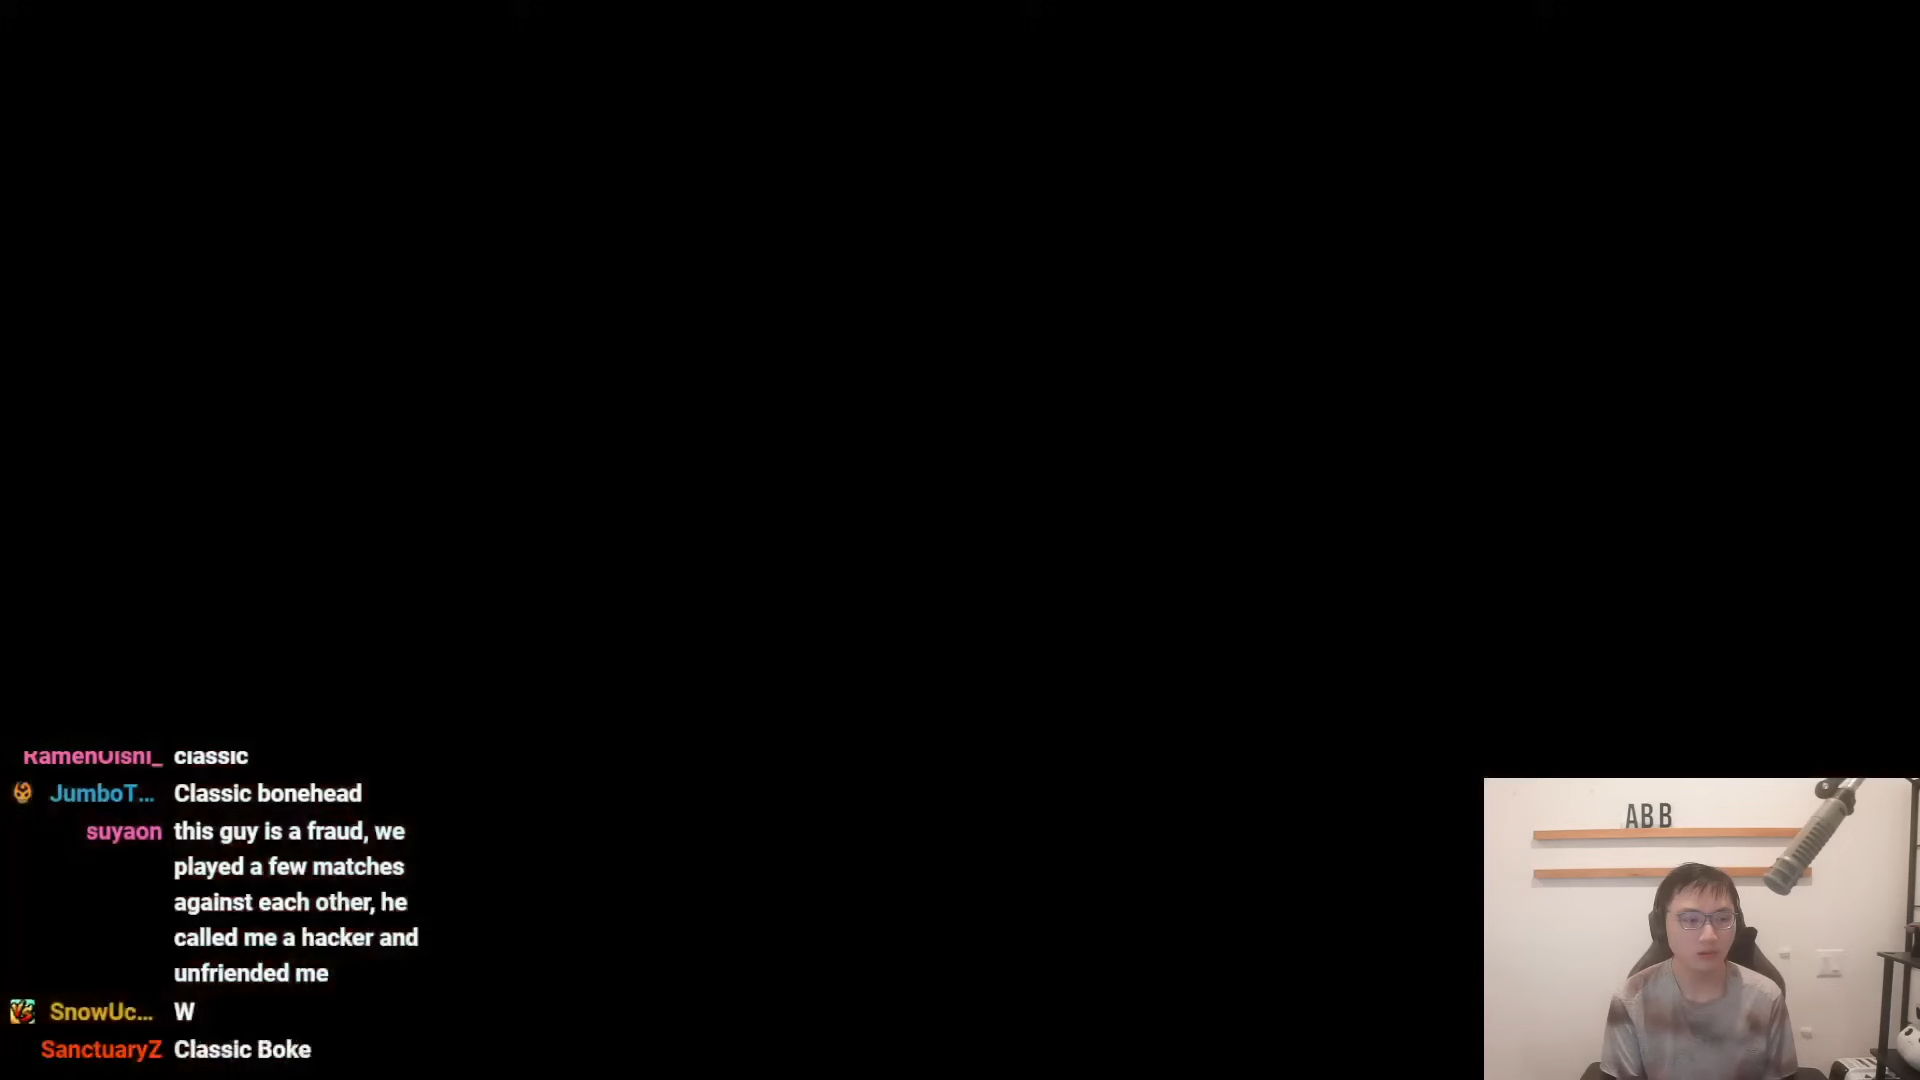 RamenOishi_ classic
JumboT... Classic bonehead
suyaon this guy is a fraud, we
played a few matches
against each other, he
called me a hacker and
unfriended me
SnowUc... W
SanctuaryZ Classic Boke
ABB